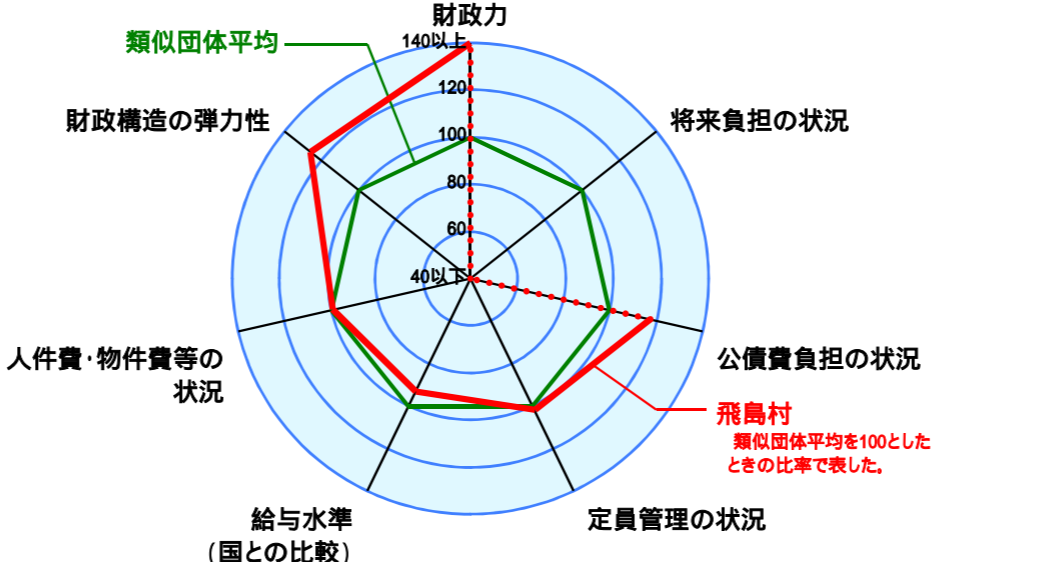 財政力
類似団体平均
140以上
120
財政構造の弾力性
将来負担の状況
100
80
60
40以下
人件費・物件費等の
状況
公債費負担の状況
飛島村
類似団体平均を100とした
ときの比率で表した。
給与水準
(国との比較)
定員管理の状況